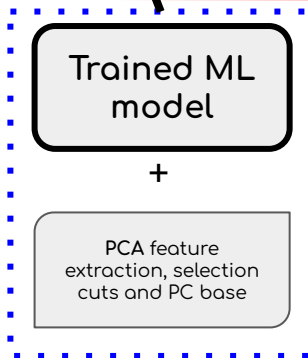 Trained ML
model
+
PCA feature
extraction, selection
cuts and PC base